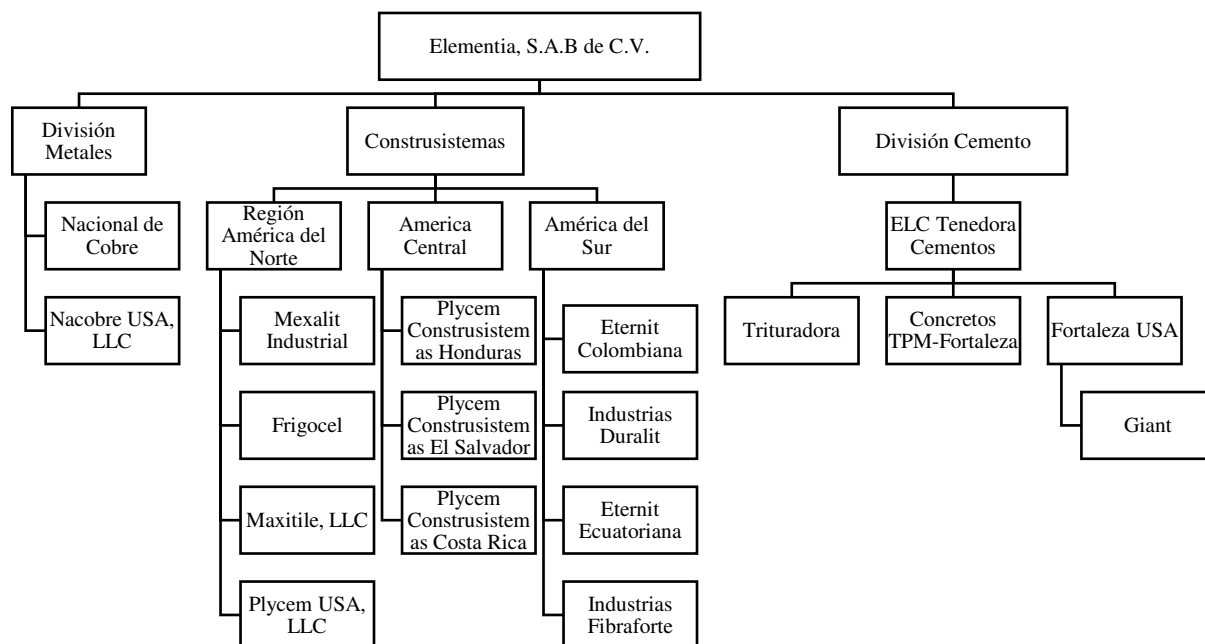 Elementia, S.A.B de C.V.
División
Metales
Construsistemas
División Cemento
Nacional de
Cobre
Nacobre USA,
LLC
Región
América del
Norte
Mexalit
Industrial
Frigocel
Maxitile, LLC
Plycem USA,
LLC
America
Central
Plycem
Construsistem
as Honduras
Plycem
Construsistem
as El Salvador
Plycem
Construsistem
as Costa Rica
América del
Sur
Eternit
Colombiana
Industrias
Duralit
Eternit
Ecuatoriana
Industrias
Fibraforte
ELC Tenedora
Cementos
Trituradora
Concretos
TPM-Fortaleza
Fortaleza USA
Giant